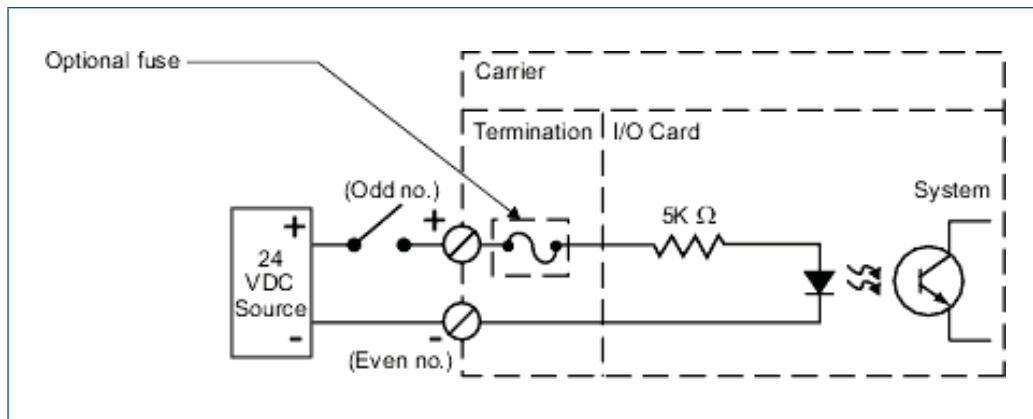 Optional fuse
Carrier
Termination
I/O Card
System
(Odd no.)
+
+
5K Ω
24
VDC
Source
-
-
(Even no.)